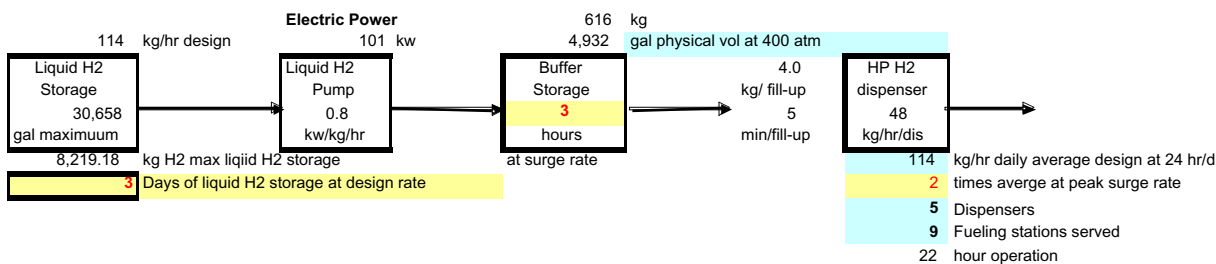 Electric Power
616 kg
114 kg/hr design
101 kw
4,932 gal physical vol at 400 atm
Liquid H2
Storage
30,658
gal maximuum
Liquid H2
Pump
0.8
kw/kg/hr
Buffer
Storage
3
hours
4.0
kg/ fill-up
5
min/fill-up
HP H2
dispenser
48
kg/hr/dis
8,219.18 kg H2 max liqiid H2 storage
at surge rate
114 kg/hr daily average design at 24 hr/d
3 Days of liquid H2 storage at design rate
2 times averge at peak surge rate
5 Dispensers
9 Fueling stations served
22 hour operation